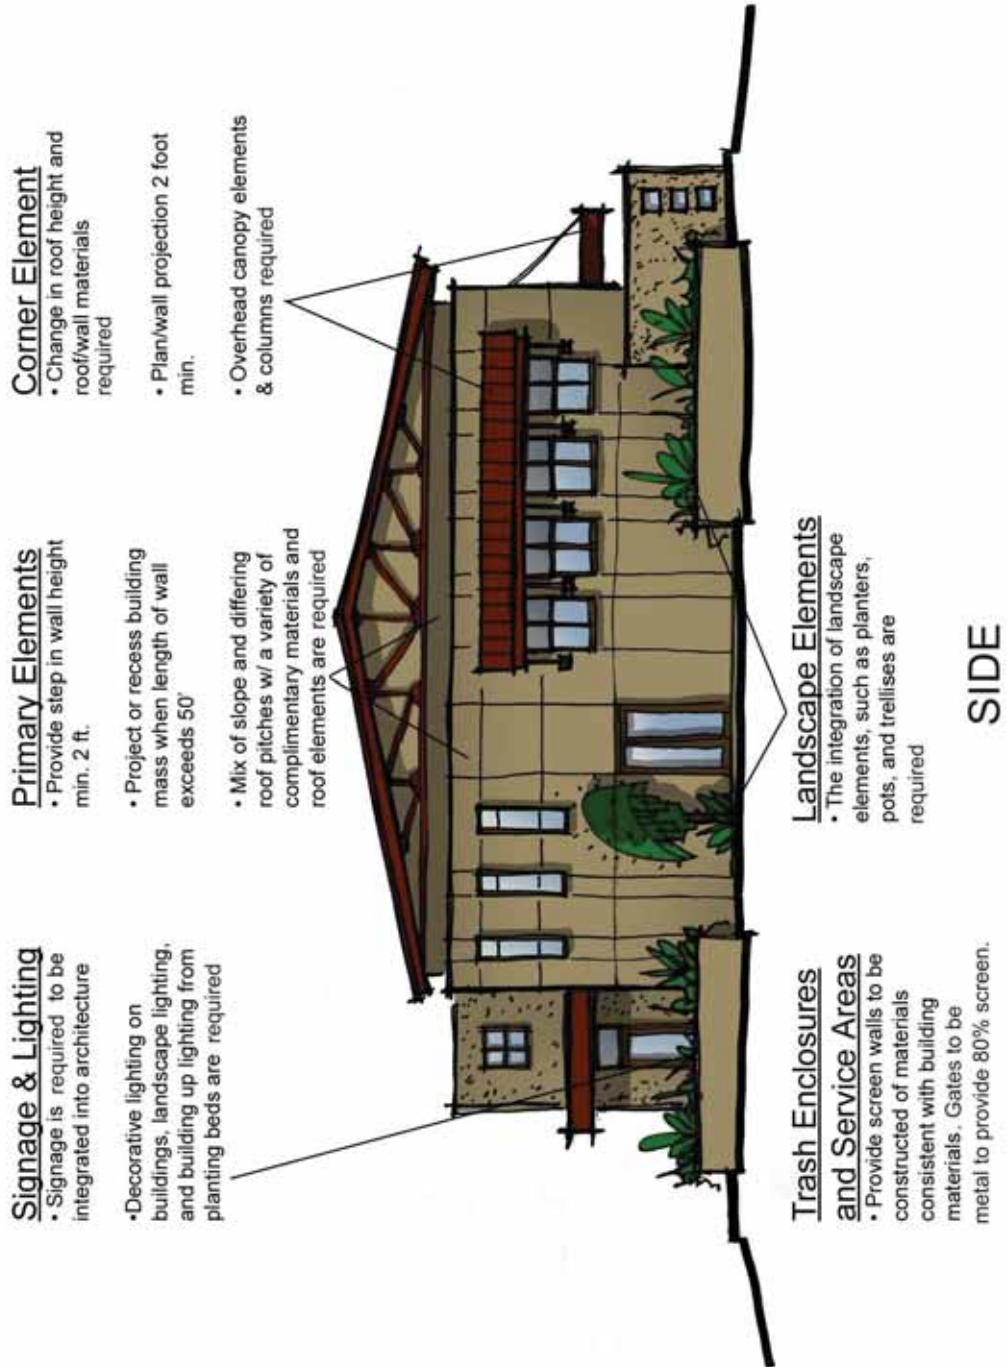 Signage & Lighting
• Signage is required to be
integrated into architecture
•Decorative lighting on
buildings, landscape lighting,
and building up lighting from
planting beds are required
Primary Elements
• Provide step in wall height
min. 2 ft.
• Project or recess building
mass when length of wall
exceeds 50'
• Mix of slope and differing
roof pitches w/ a variety of
complimentary materials and
roof elements are required
Corner Element
• Change in roof height and
roof/wall materials
required
• Plan/wall projection 2 foot
min.
• Overhead canopy elements
& columns required
Trash Enclosures
and Service Areas
• Provide screen walls to be
constructed of materials
consistent with building
materials. Gates to be
metal to provide 80% screen.
Landscape Elements
• The integration of landscape
elements, such as planters,
pots, and trellises are
required
SIDE